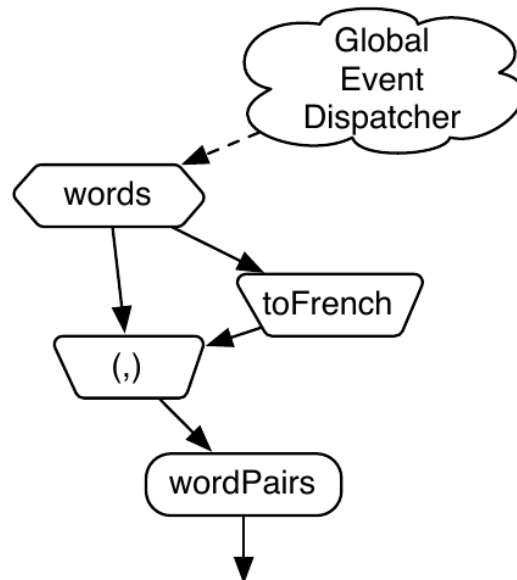 Global
Event
Dispatcher
words
toFrench
(,)
wordPairs